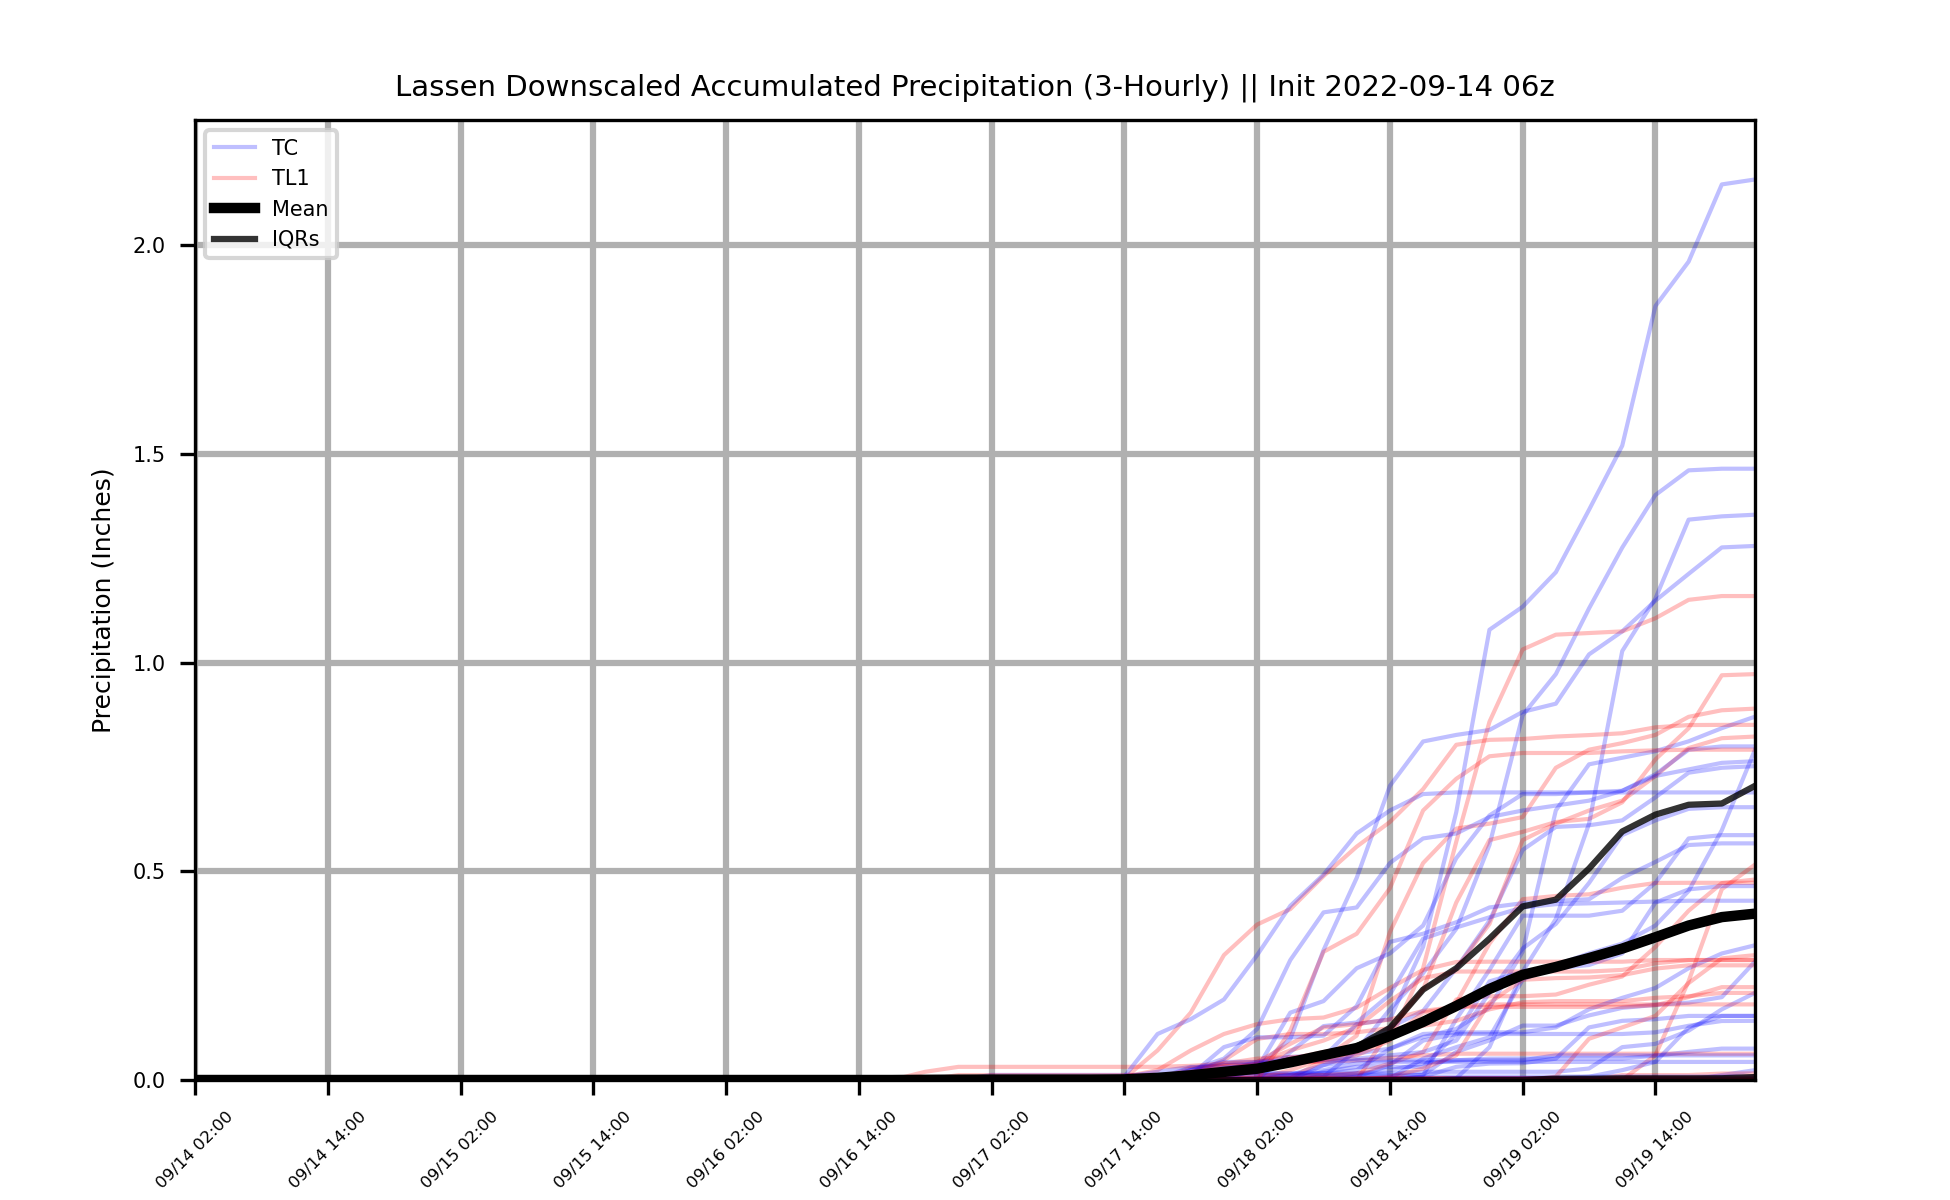 Lassen Downscaled Accumulated Precipitation (3-Hourly) || Init 2022-09-14 06z
TC
TL1
Mean
IQRs
Precipitation (Inches)
2.0
1.5
1.0
0.5
0.0
09/14 02:00
09/14 14:00
09/15 02:00
09/15 14:00
09/16 02:00
09/16 14:00
09/17 02:00
09/17 14:00
09/18 02:00
09/18 14:00
09/19 02:00
09/19 14:00